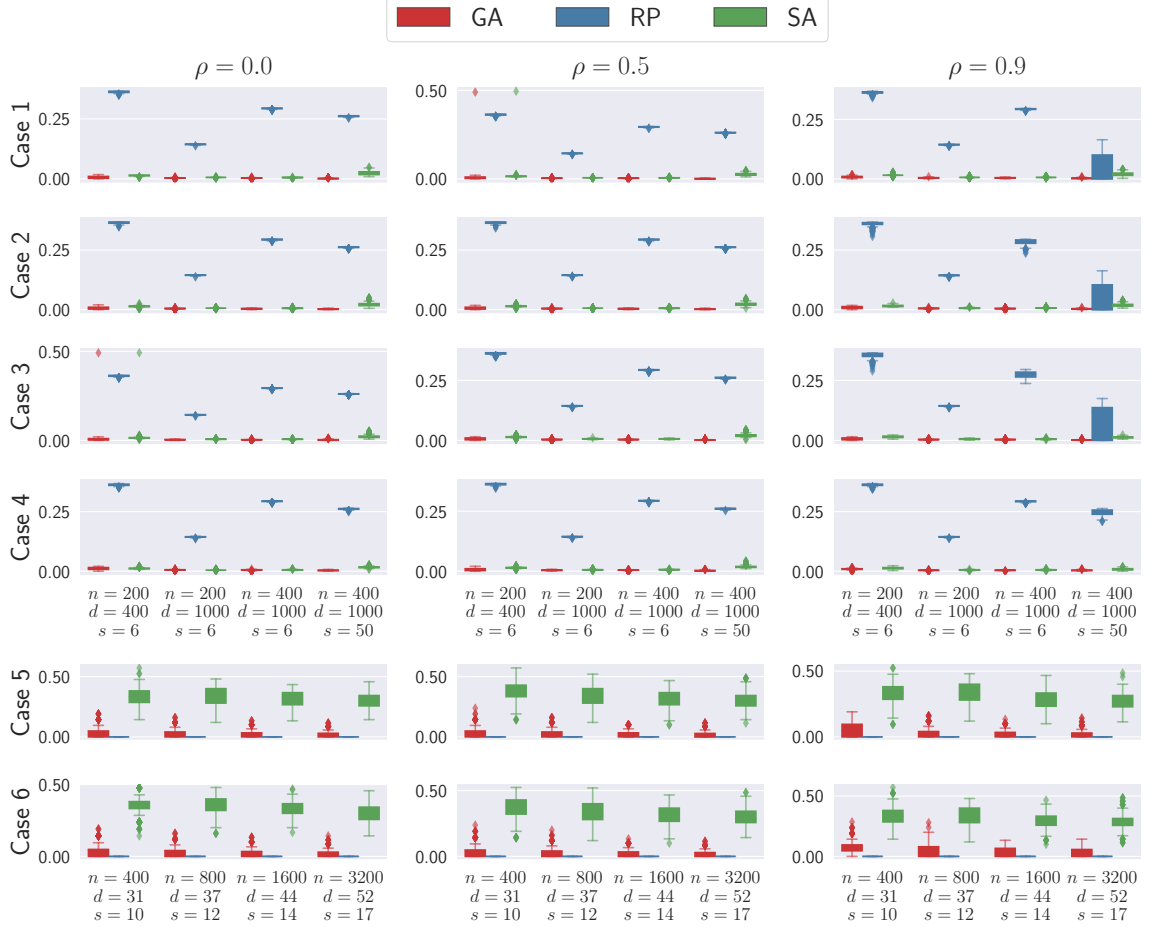 GA RP SA
ρ = 0.0 ρ = 0.5 ρ = 0.9
Case 1
0.25
0.00
0.50
0.00
0.25
0.00
Case 2
0.25
0.00
0.25
0.00
0.25
0.00
Case 3
0.50
0.25
0.00
0.25
0.00
0.25
0.00
Case 4
0.25
0.00
0.25
0.00
0.25
0.00
n = 200 n = 200 n = 400 n = 400 n = 200 n = 200 n = 400 n = 400 n = 200 n = 200 n = 400 n = 400
d = 400 d = 1000 d = 1000 d = 1000 d = 400 d = 1000 d = 1000 d = 1000 d = 400 d = 1000 d = 1000 d = 1000
s = 6 s = 6 s = 6 s = 50 s = 6 s = 6 s = 6 s = 50 s = 6 s = 6 s = 6 s = 50
Case 5
0.50
0.00
0.50
0.00
0.50
0.00
Case 6
0.50
0.00
0.50
0.00
0.50
0.00
n = 400 n = 800 n = 1600 n = 3200 n = 400 n = 800 n = 1600 n = 3200 n = 400 n = 800 n = 1600 n = 3200
d = 31 d = 37 d = 44 d = 52 d = 31 d = 37 d = 44 d = 52 d = 31 d = 37 d = 44 d = 52
s = 10 s = 12 s = 14 s = 17 s = 10 s = 12 s = 14 s = 17 s = 10 s = 12 s = 14 s = 17